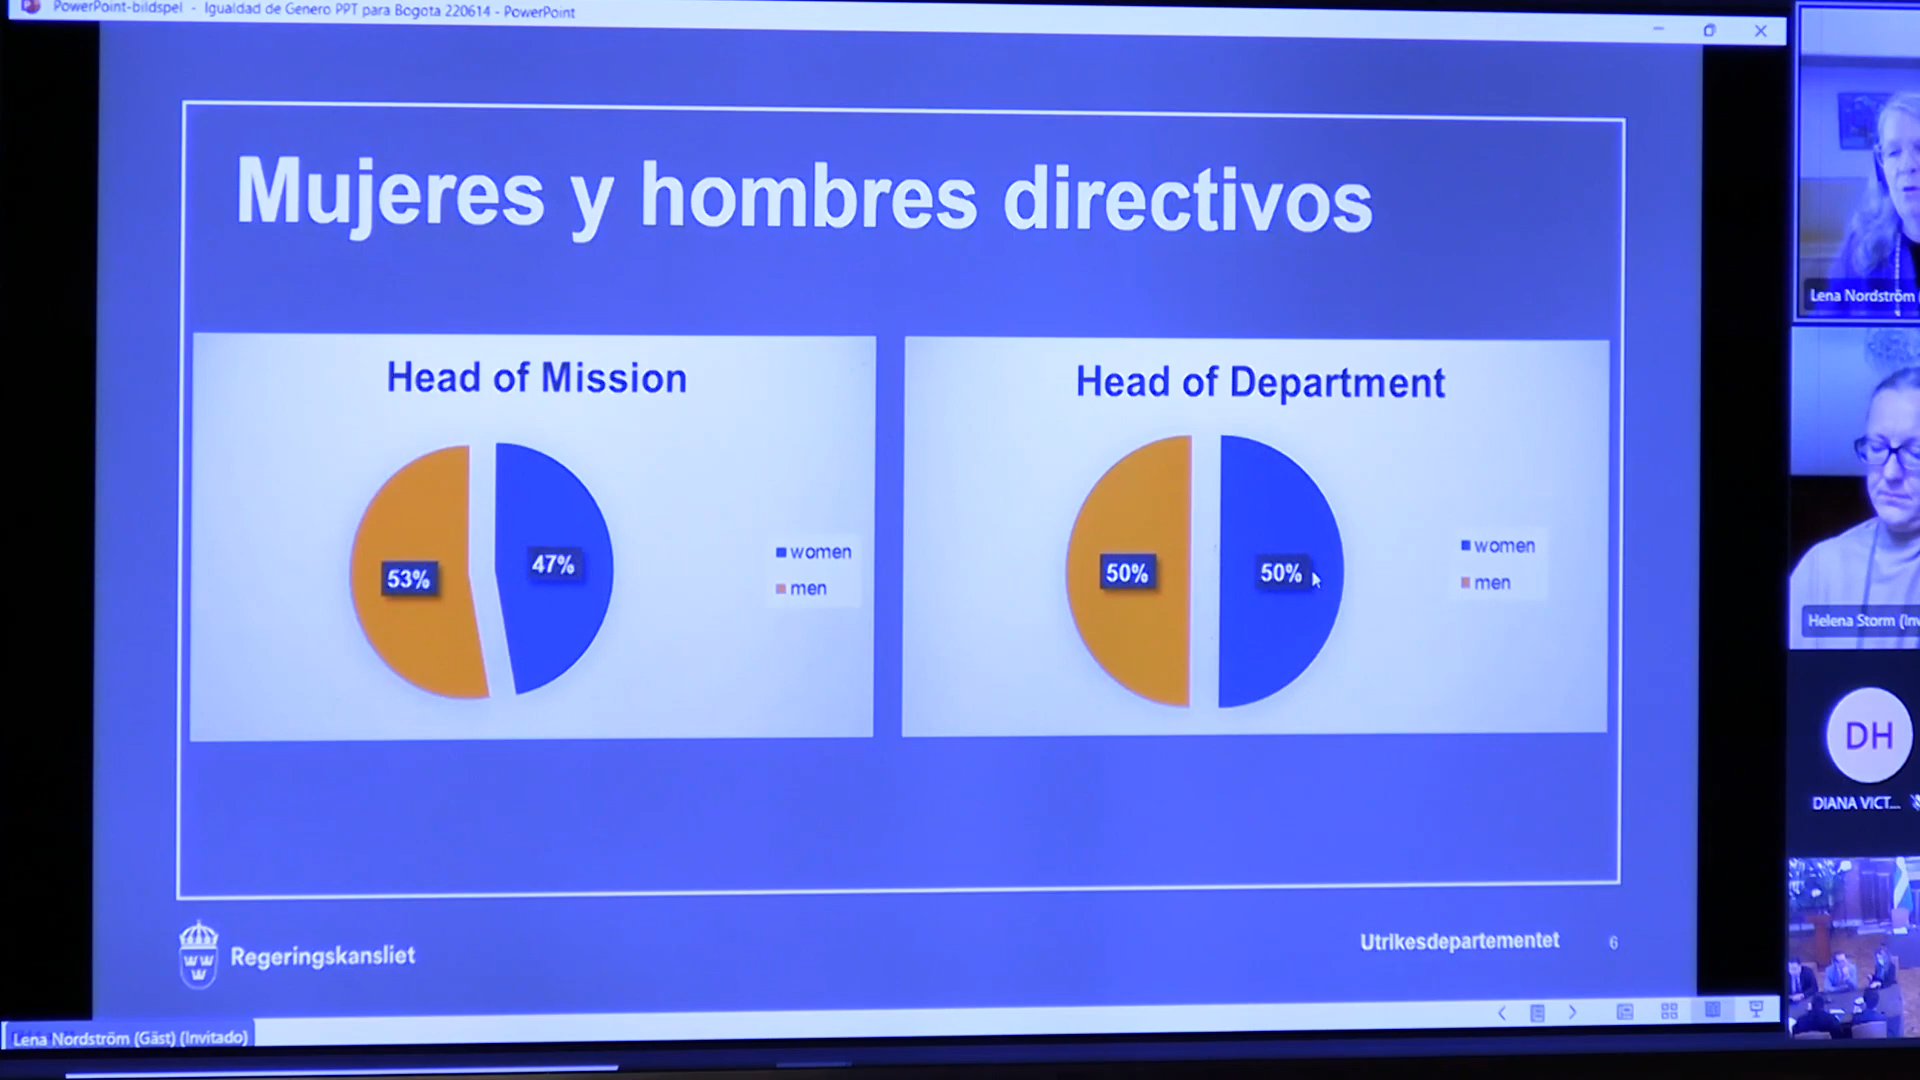 PowerPoint-bildspel - Igualdad de Genero PPT para Bogota 220614 - PowerPoint
Mujeres y hombres directivos
Head of Mission
53%
47%
women
men
Head of Department
50%
50%
women
men
Regeringskansliet
Utrikesdepartementet
6
Lena Nordström (Gäst) (Invitado)
Lena Nordström
Helena Storm (Inv
DH
DIANA VICT...